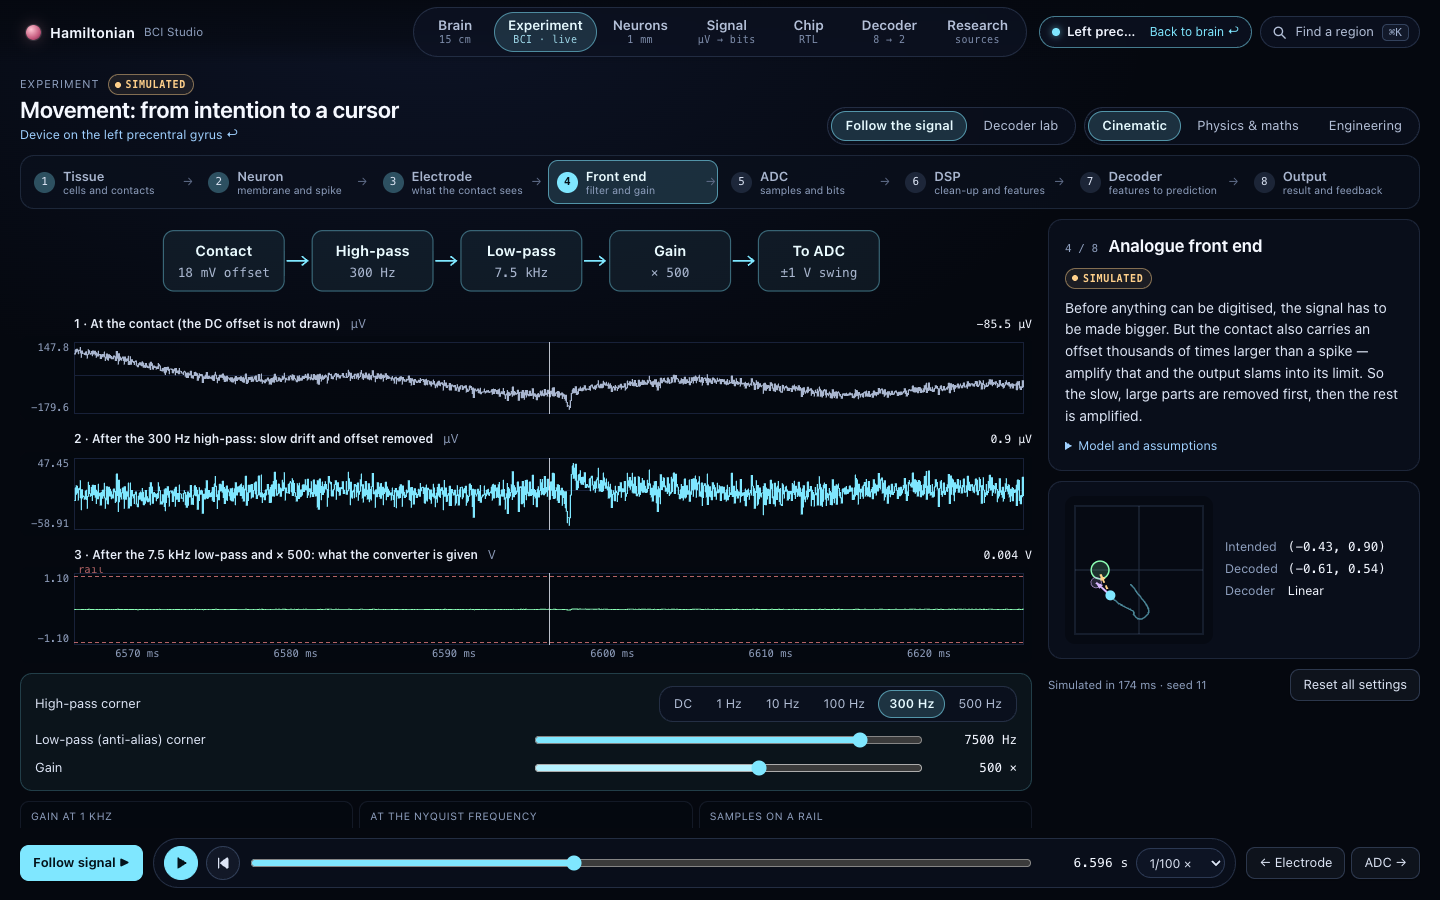 Hamiltonian BCI Studio
Brain
15 cm
Experiment
BCI · live
Neurons
1 mm
Signal
µV → bits
Chip
RTL
Decoder
8 → 2
Research
sources
Left prec... Back to brain ↩
Find a region ⌘K
EXPERIMENT SIMULATED
Movement: from intention to a cursor
Device on the left precentral gyrus ↩
Follow the signal Decoder lab
Cinematic Physics & maths Engineering
1 Tissue
cells and contacts
→
2 Neuron
membrane and spike
→
3 Electrode
what the contact sees
→
4 Front end
filter and gain
→
5 ADC
samples and bits
→
6 DSP
clean-up and features
→
7 Decoder
features to prediction
→
8 Output
result and feedback
Contact
18 mV offset
High-pass
300 Hz
Low-pass
7.5 kHz
Gain
× 500
To ADC
±1 V swing
1 · At the contact (the DC offset is not drawn) µV −85.5 µV
147.8
−179.6
2 · After the 300 Hz high-pass: slow drift and offset removed µV 0.9 µV
47.45
−58.91
3 · After the 7.5 kHz low-pass and × 500: what the converter is given V 0.004 V
rail
1.10
−1.10
6570 ms 6580 ms 6590 ms 6600 ms 6610 ms 6620 ms
High-pass corner DC 1 Hz 10 Hz 100 Hz 300 Hz 500 Hz
Low-pass (anti-alias) corner 7500 Hz
Gain 500 ×
GAIN AT 1 KHZ
AT THE NYQUIST FREQUENCY
SAMPLES ON A RAIL
4 / 8 Analogue front end
SIMULATED
Before anything can be digitised, the signal has to
be made bigger. But the contact also carries an
offset thousands of times larger than a spike —
amplify that and the output slams into its limit. So
the slow, large parts are removed first, then the rest
is amplified.
Model and assumptions
Intended (−0.43, 0.90)
Decoded (−0.61, 0.54)
Decoder Linear
Simulated in 174 ms · seed 11
Reset all settings
Follow signal
6.596 s
1/100 ×
← Electrode
ADC →